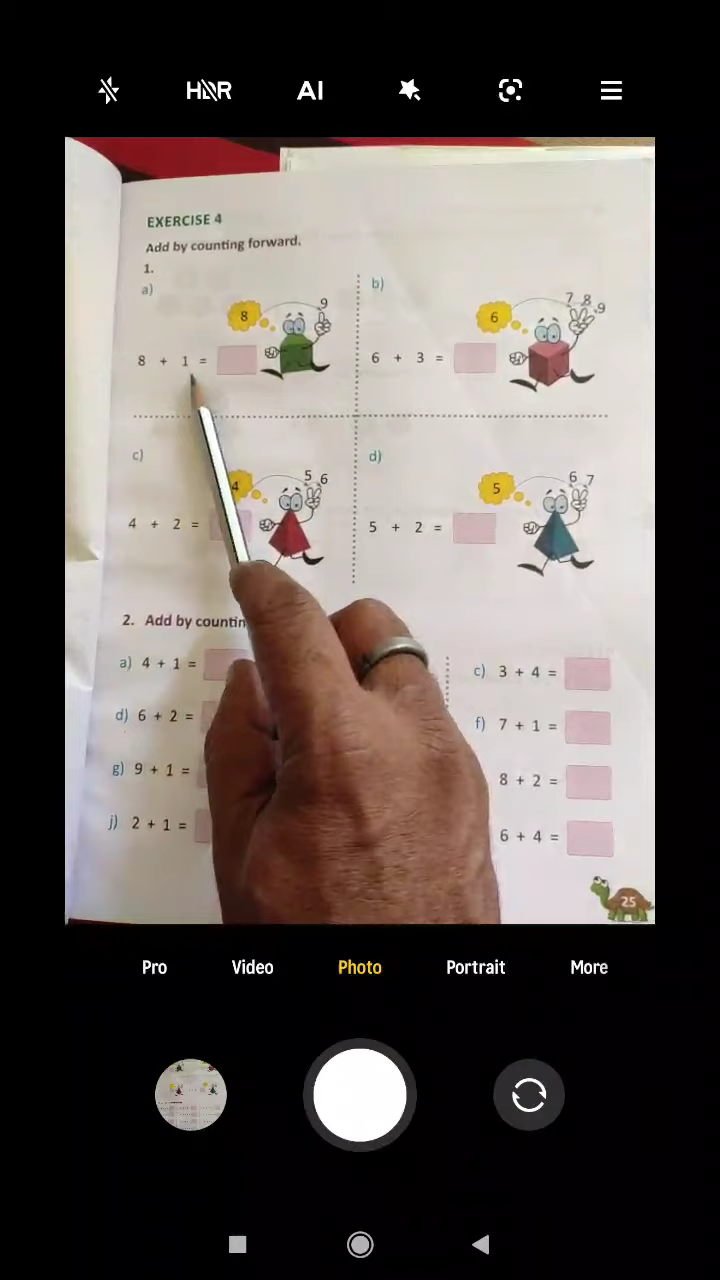 HDR AI
EXERCISE 4
Add by counting forward.
1.
a)
8
9
8 + 1 =
b)
6
7 8 9
6 + 3 =
c)
4
5 6
4 + 2 =
d)
5
6 7
5 + 2 =
2. Add by
a) 4 + 1 =
c) 3 + 4 =
d) 6 + 2 =
f) 7 + 1 =
g) 9 + 1 =
8 + 2 =
j) 2 + 1 =
6 + 4 =
25
Pro Video Photo Portrait More